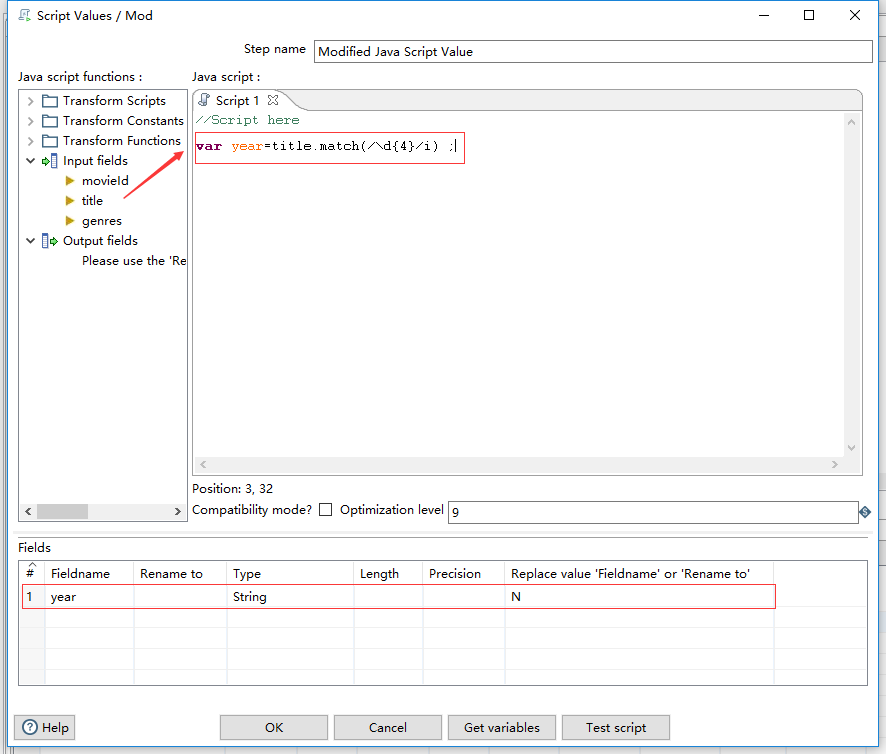 Script Values / Mod
Step name
Modified Java Script Value
Java script functions :
Java script :
Transform Scripts
Transform Constants
Transform Functions
Input fields
movieId
title
genres
Output fields
Please use the 'Re
Script 1
//Script here
var year=title.match(/\d{4}/i) ;
Position: 3, 32
Compatibility mode?
Optimization level
9
Fields
# Fieldname Rename to Type Length Precision Replace value 'Fieldname' or 'Rename to'
1 year String N
Help
OK
Cancel
Get variables
Test script